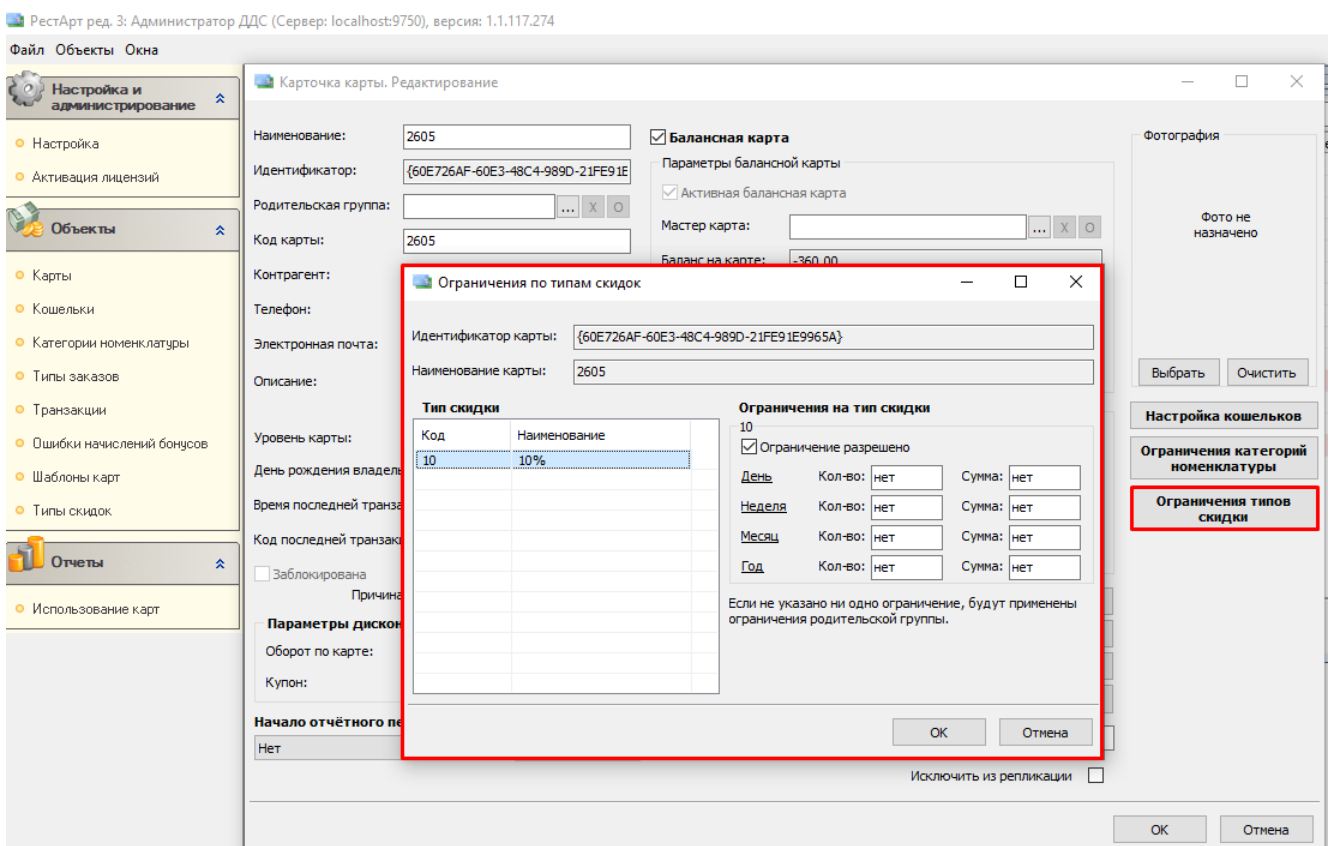 РестАрт ред. 3: Администратор ДДС (Сервер: localhost:9750), версия: 1.1.117.274
Файл Объекты Окна
Настройка и
администрирование
Настройка
Активация лицензий
Объекты
Карты
Кошельки
Категории номенклатуры
Типы заказов
Транзакции
Ошибки начислений бонусов
Шаблоны карт
Типы скидок
Отчеты
Использование карт
Карточка карты. Редактирование
Наименование: 2605
Идентификатор: {60E726AF-60E3-48C4-989D-21FE91E
Родительская группа: ... X O
Код карты: 2605
Контрагент:
Телефон:
Электронная почта:
Описание:
Уровень карты:
День рождения владель
Время последней транза
Код последней транзак
Заблокирована
Причина
Параметры дискон
Оборот по карте:
Купон:
Начало отчётного пе
Нет
Балансная карта
Параметры балансной карты
Активная балансная карта
Мастер карта: ... X O
Баланс на карте: -360,00
Ограничения по типам скидок
Идентификатор карты: {60E726AF-60E3-48C4-989D-21FE91E9965A}
Наименование карты: 2605
Тип скидки
Код Наименование
10 10%
Ограничения на тип скидки
10
Ограничение разрешено
День Кол-во: нет Сумма: нет
Неделя Кол-во: нет Сумма: нет
Месяц Кол-во: нет Сумма: нет
Год Кол-во: нет Сумма: нет
Если не указано ни одно ограничение, будут применены
ограничения родительской группы.
OK Отмена
Исключить из репликации
Фотография
Фото не
назначено
Выбрать Очистить
Настройка кошельков
Ограничения категорий
номенклатуры
Ограничения типов
скидки
OK Отмена